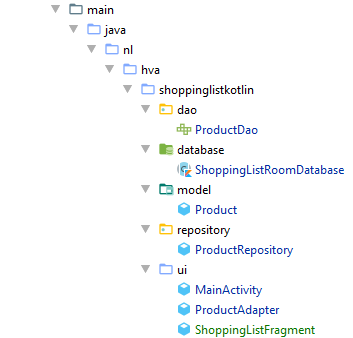 main
java
nl
hva
shoppinglistkotlin
dao
ProductDao
database
ShoppingListRoomDatabase
model
Product
repository
ProductRepository
ui
MainActivity
ProductAdapter
ShoppingListFragment